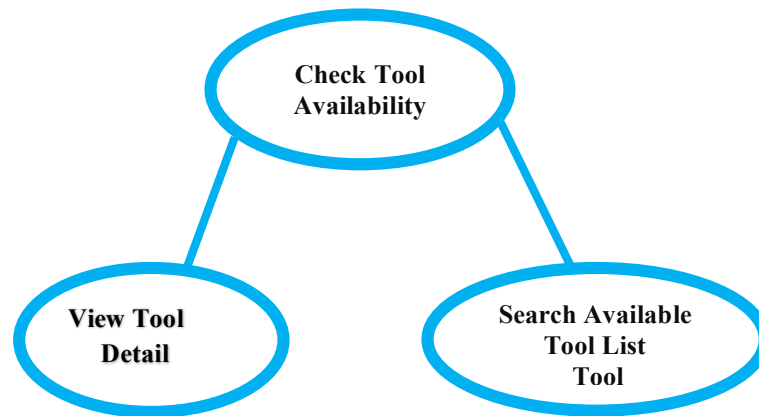 Check Tool
Availability
View Tool
Detail
Search Available
Tool List
Tool